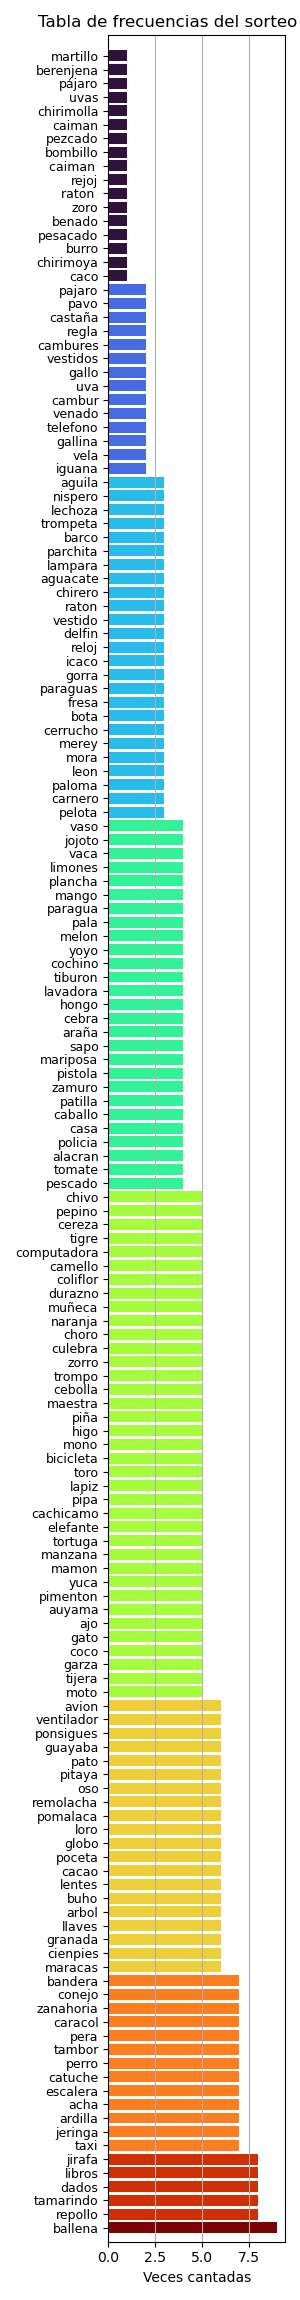 Tabla de frecuencias del sorteo
martillo
berenjena
pájaro
uvas
chirimolla
caiman
pezcado
bombillo
caiman
rejoj
raton
zoro
benado
pesacado
burro
chirimoya
caco
pajaro
pavo
castaña
regla
cambures
vestidos
gallo
uva
cambur
venado
telefono
gallina
vela
iguana
aguila
nispero
lechoza
trompeta
barco
parchita
lampara
aguacate
chirero
raton
vestido
delfin
reloj
icaco
gorra
paraguas
fresa
bota
cerrucho
merey
mora
leon
paloma
carnero
pelota
vaso
jojoto
vaca
limones
plancha
mango
paragua
pala
melon
yoyo
cochino
tiburon
lavadora
hongo
cebra
araña
sapo
mariposa
pistola
zamuro
patilla
caballo
casa
policia
alacran
tomate
pescado
chivo
pepino
cereza
tigre
computadora
camello
coliflor
durazno
muñeca
naranja
choro
culebra
zorro
trompo
cebolla
maestra
piña
higo
mono
bicicleta
toro
lapiz
pipa
cachicamo
elefante
tortuga
manzana
mamon
yuca
pimenton
auyama
ajo
gato
coco
garza
tijera
moto
avion
ventilador
ponsigues
guayaba
pato
pitaya
oso
remolacha
pomalaca
loro
globo
poceta
cacao
lentes
buho
arbol
llaves
granada
cienpies
maracas
bandera
conejo
zanahoria
caracol
pera
tambor
perro
catuche
escalera
acha
ardilla
jeringa
taxi
jirafa
libros
dados
tamarindo
repollo
ballena
0.0 2.5 5.0 7.5
Veces cantadas